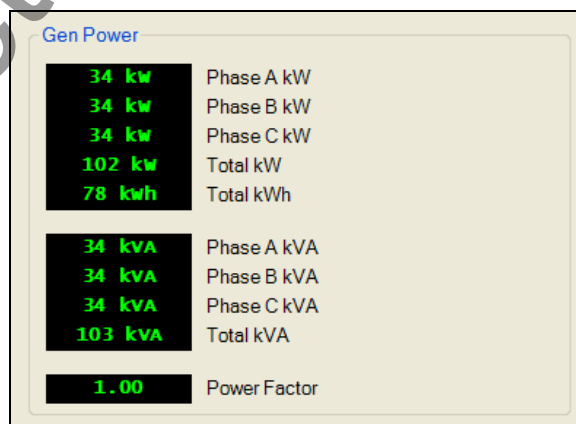 Gen Power
34 kW Phase A kW
34 kW Phase B kW
34 kW Phase C kW
102 kW Total kW
78 kWh Total kWh
34 kVA Phase A kVA
34 kVA Phase B kVA
34 kVA Phase C kVA
103 kVA Total kVA
1.00 Power Factor